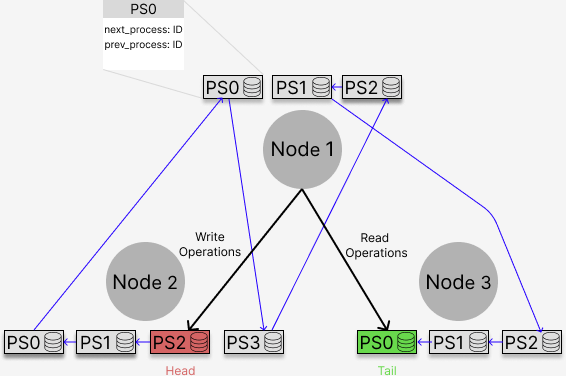 PS0
next_process: ID
prev_process: ID
PS0
PS1
PS2
Node 1
Write
Operations
Read
Operations
Node 2
Node 3
PS0
PS1
PS2
PS3
PS0
PS1
PS2
Head
Tail